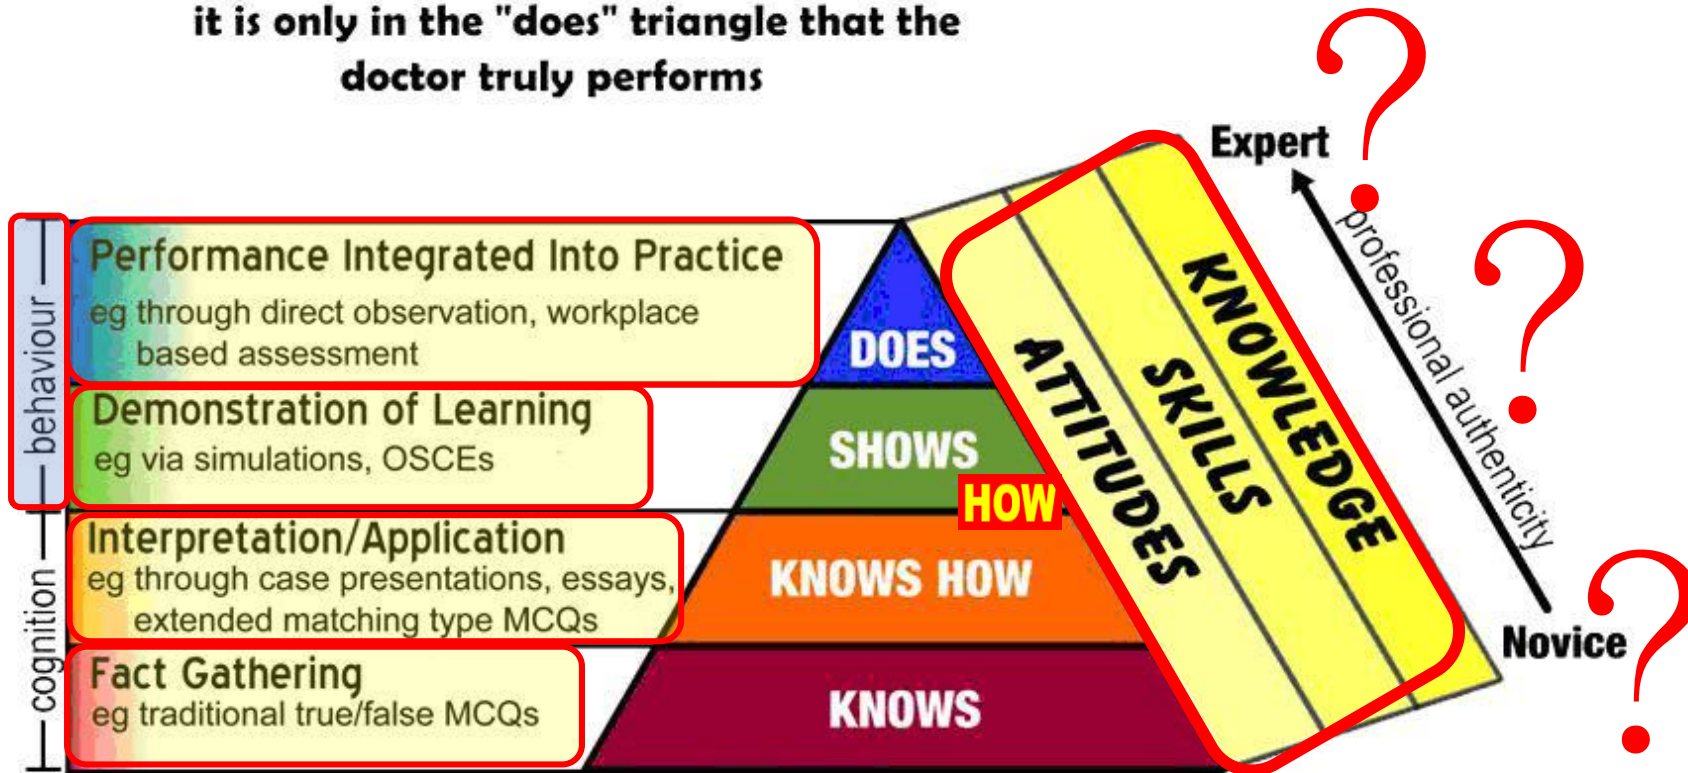 it is only in the "does" triangle that the
doctor truly performs
Expert
professional authenticity
Novice
behaviour
cognition
Performance Integrated Into Practice
eg through direct observation, workplace
based assessment
DOES
Demonstration of Learning
eg via simulations, OSCEs
SHOWS
HOW
Interpretation/Application
eg through case presentations, essays,
extended matching type MCQs
KNOWS HOW
Fact Gathering
eg traditional true/false MCQs
KNOWS
ATTITUDES
SKILLS
KNOWLEDGE
?
?
?